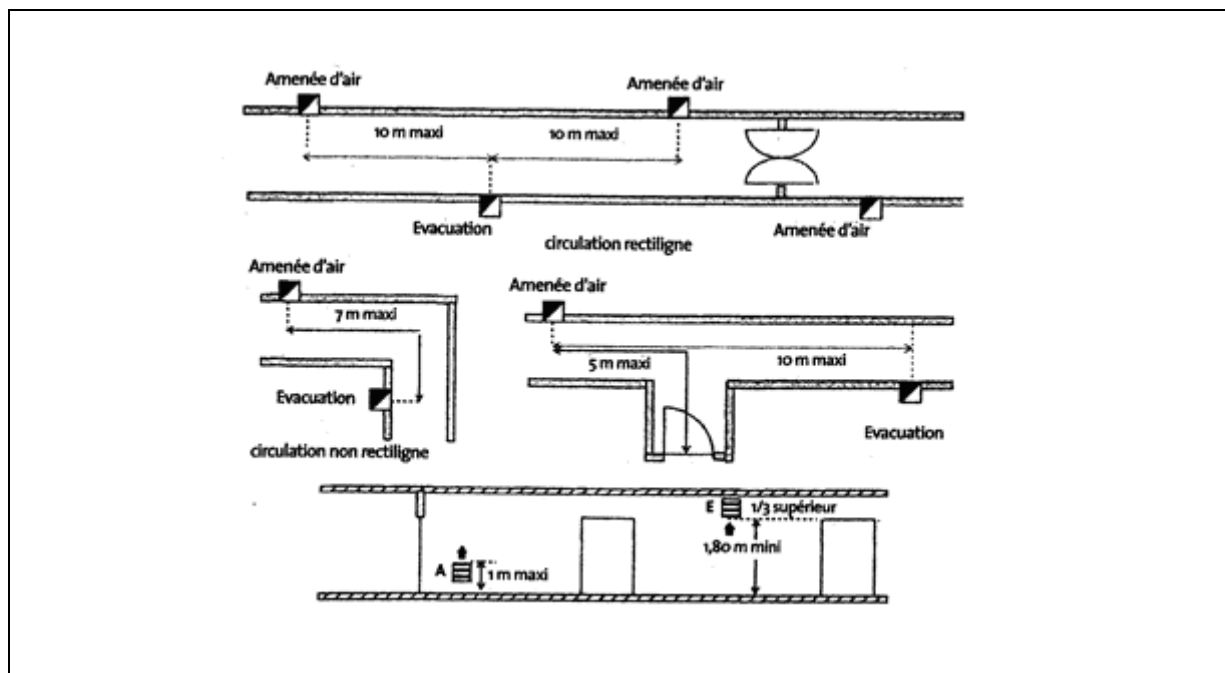 Amenée d'air
Amenée d'air
10 m maxi
10 m maxi
Evacuation
Amenée d'air
circulation rectiligne
Amenée d'air
7 m maxi
Evacuation
circulation non rectiligne
Amenée d'air
5 m maxi
10 m maxi
Evacuation
E
1/3 supérieur
1,80 m mini
A
1 m maxi